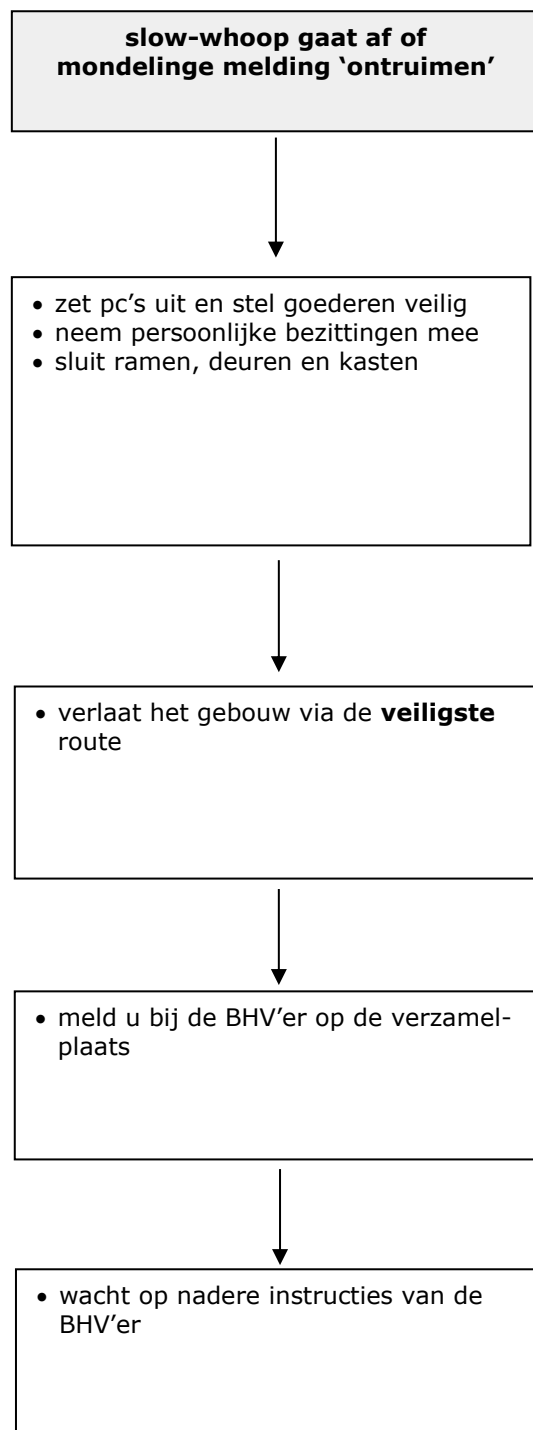 slow-whoop gaat af of
mondelinge melding ‘ontruimen’
• zet pc’s uit en stel goederen veilig
• neem persoonlijke bezittingen mee
• sluit ramen, deuren en kasten
• verlaat het gebouw via de veiligste
route
• meld u bij de BHV’er op de verzamel-
plaats
• wacht op nadere instructies van de
BHV’er